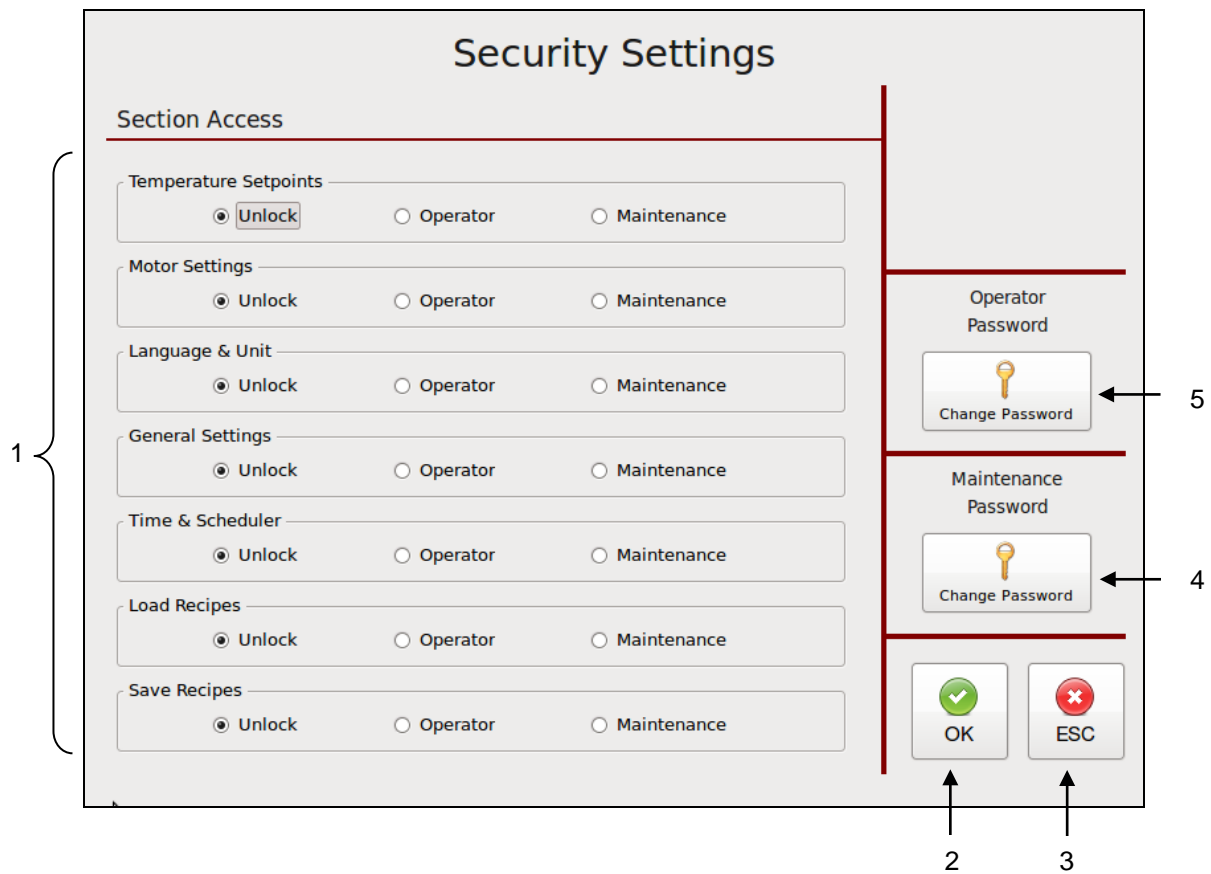 Security Settings
Section Access
Temperature Setpoints
Unlock Operator Maintenance
Motor Settings
Unlock Operator Maintenance
Language & Unit
Unlock Operator Maintenance
General Settings
Unlock Operator Maintenance
Time & Scheduler
Unlock Operator Maintenance
Load Recipes
Unlock Operator Maintenance
Save Recipes
Unlock Operator Maintenance
1
Operator
Password
Change Password
5
Maintenance
Password
Change Password
4
OK ESC
2 3